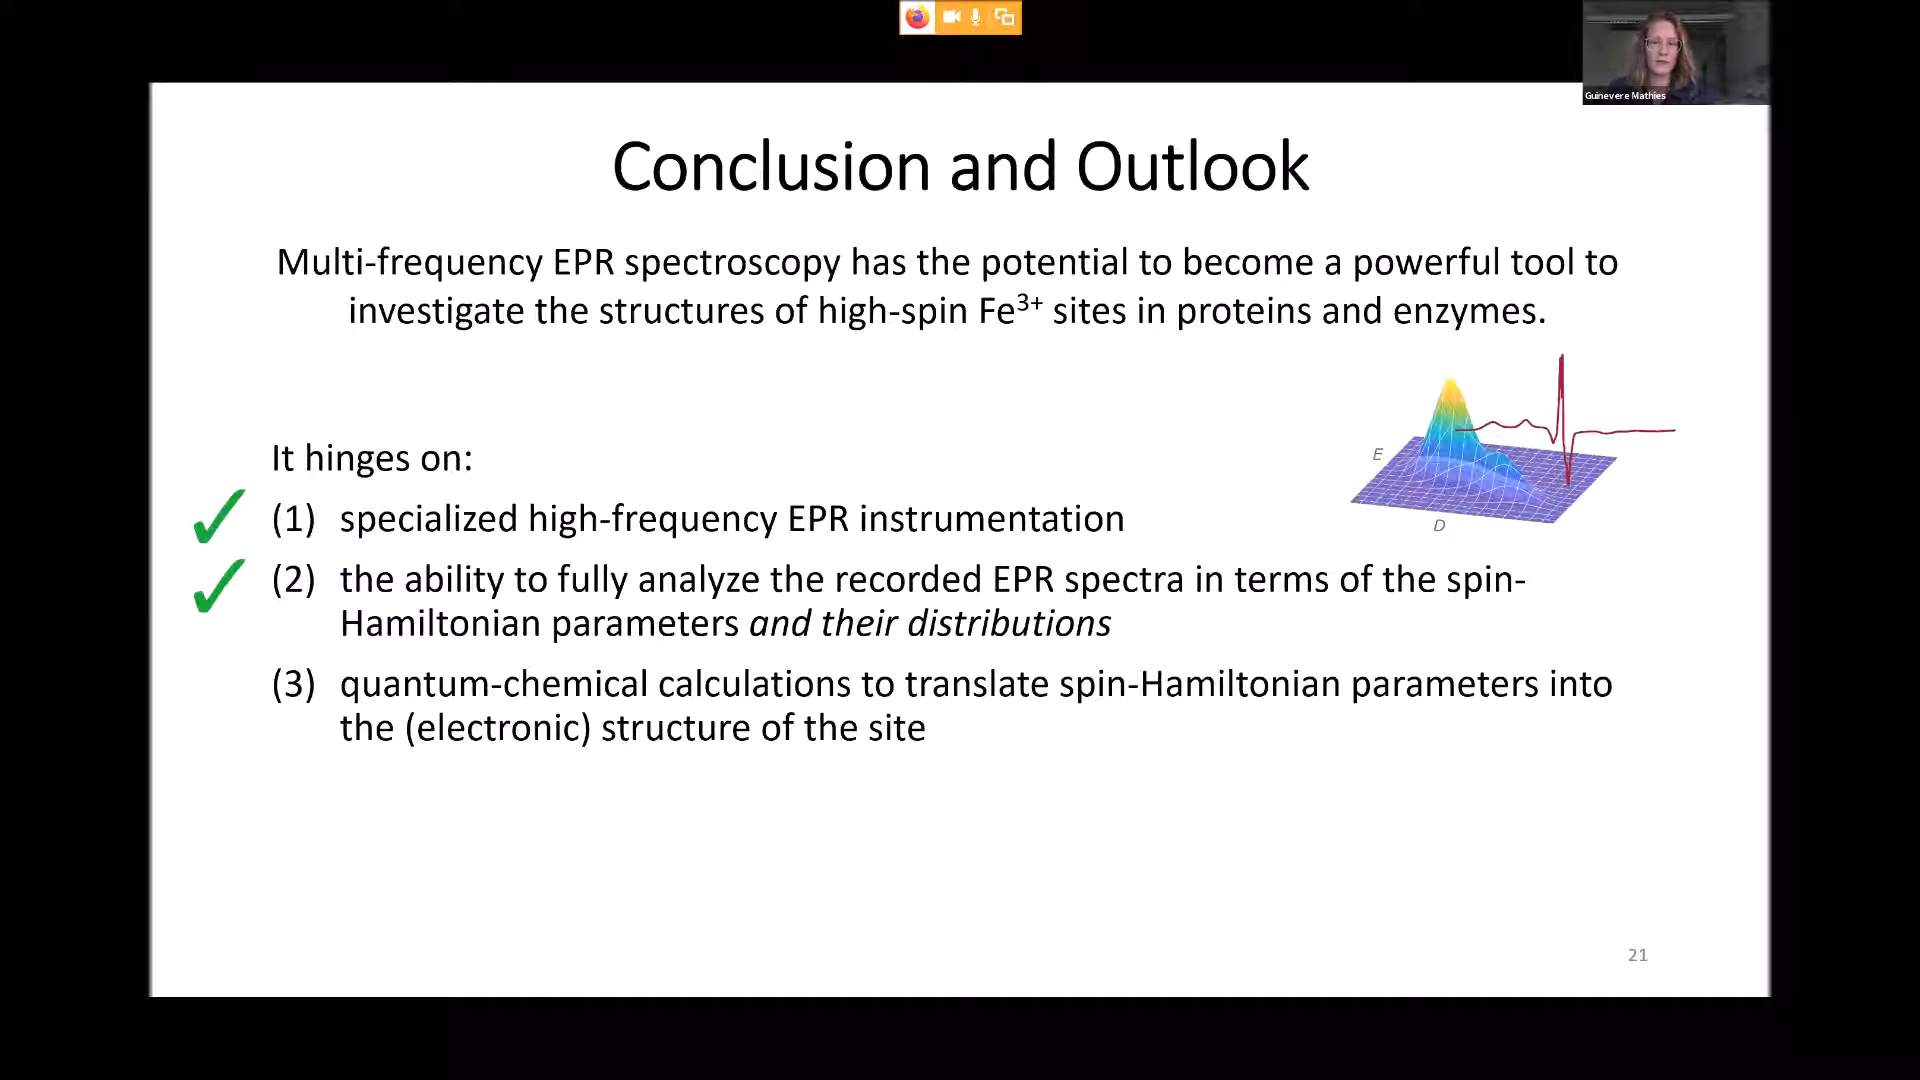 Guinevere Mathies
Conclusion and Outlook
Multi-frequency EPR spectroscopy has the potential to become a powerful tool to
investigate the structures of high-spin Fe³⁺ sites in proteins and enzymes.
E
D
It hinges on:
(1) specialized high-frequency EPR instrumentation
(2) the ability to fully analyze the recorded EPR spectra in terms of the spin-
Hamiltonian parameters and their distributions
(3) quantum-chemical calculations to translate spin-Hamiltonian parameters into
the (electronic) structure of the site
21